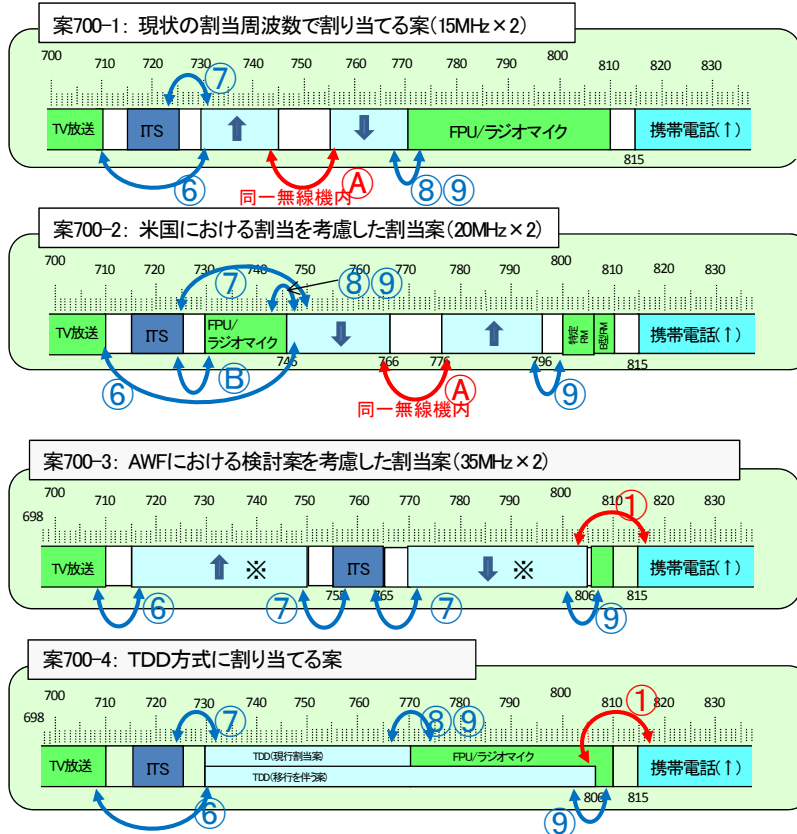 案700-1: 現状の割当周波数で割り当てる案(15MHz×2)
700 710 720 730 740 750 760 770 780 790 800 810 820 830
⑦
TV放送 ITS ↑ ↓ FPU/ラジオマイク 携帯電話(↑)
815
⑥ 同一無線機内 Ⓐ ⑧⑨
案700-2: 米国における割当を考慮した割当案(20MHz×2)
700 710 720 730 740 750 760 770 780 790 800 810 820 830
⑦ ⑧⑨
TV放送 ITS FPU/ラジオマイク ↓ ↑ 特定RM B型RM 携帯電話(↑)
745 766 776 796 815
⑥ Ⓑ Ⓐ ⑨
同一無線機内
案700-3: AWFにおける検討案を考慮した割当案(35MHz×2)
700 710 720 730 740 750 760 770 780 790 800 810 820 830
698
①
TV放送 ↑ ※ ITS ↓ ※ 携帯電話(↑)
755 765 806 815
⑥ ⑦ ⑦ ⑨
案700-4: TDD方式に割り当てる案
700 710 720 730 740 750 760 770 780 790 800 810 820 830
698
⑦ ⑧⑨ ①
TV放送 ITS TDD(現行割当案) FPU/ラジオマイク 携帯電話(↑)
TDD(移行を伴う案)
806 815
⑥ ⑨